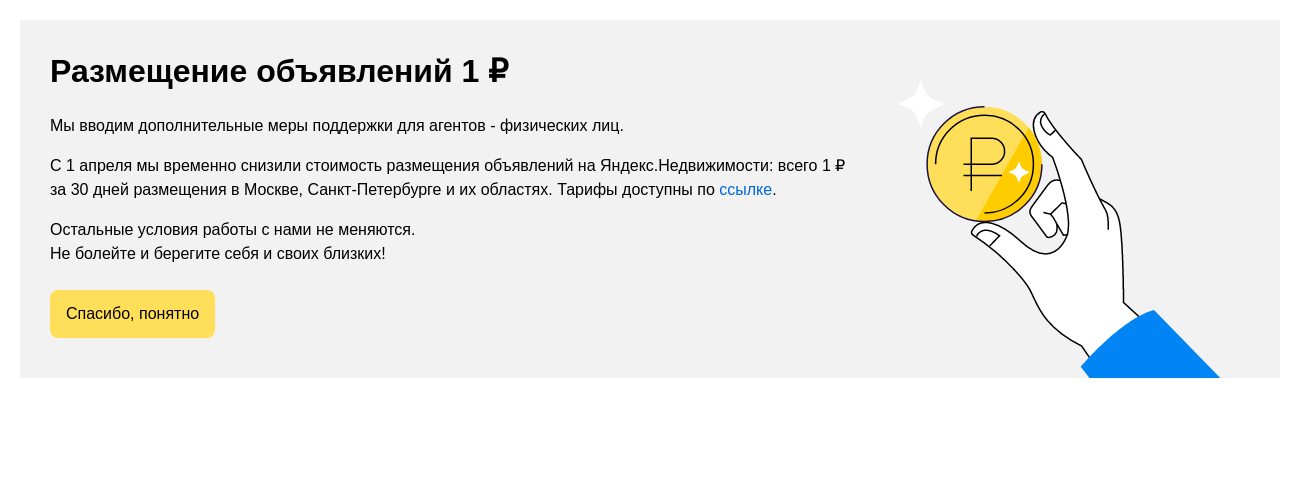 Размещение объявлений 1 ₽
Мы вводим дополнительные меры поддержки для агентов - физических лиц.
С 1 апреля мы временно снизили стоимость размещения объявлений на Яндекс.Недвижимости: всего 1 ₽
за 30 дней размещения в Москве, Санкт-Петербурге и их областях. Тарифы доступны по ссылке.
Остальные условия работы с нами не меняются.
Не болейте и берегите себя и своих близких!
Спасибо, понятно